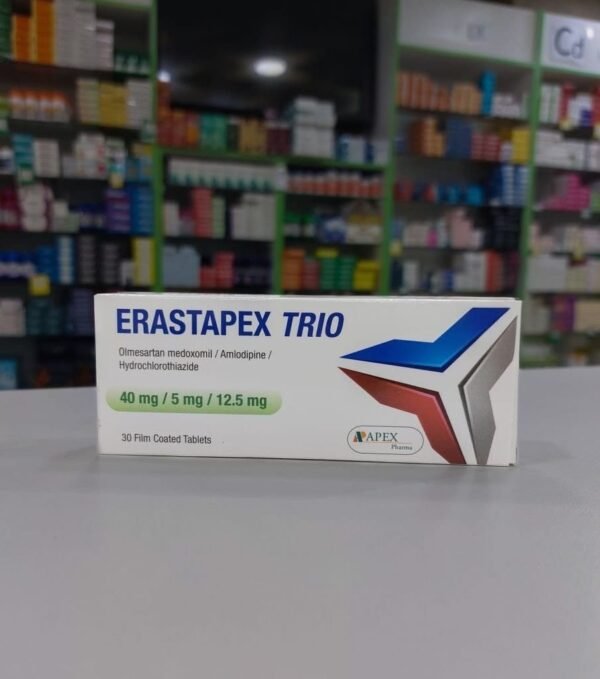 Cd
ERASTAPEX TRIO
Olmesartan medoxomil / Amlodipine /
Hydrochlorothiazide
40 mg / 5 mg / 12.5 mg
30 Film Coated Tablets
APEX
Pharma